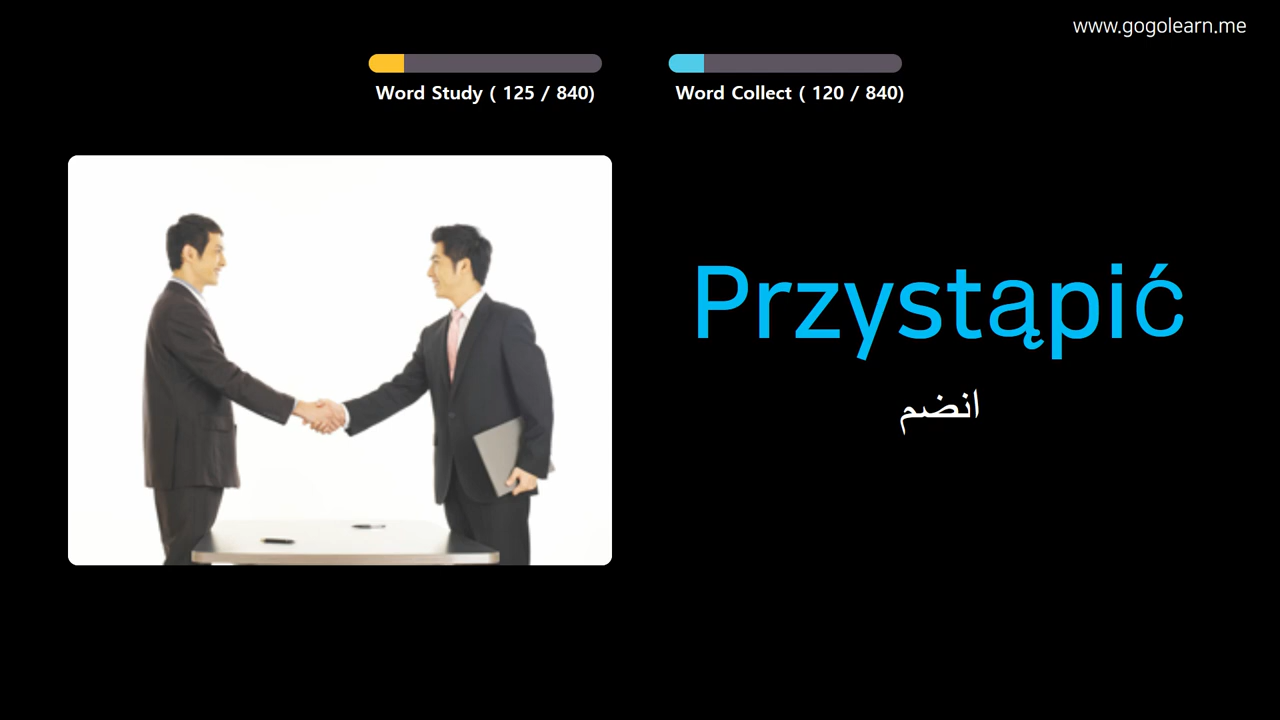 www.gogolearn.me
Word Study ( 125 / 840)
Word Collect ( 120 / 840)
Przystąpić
انضم